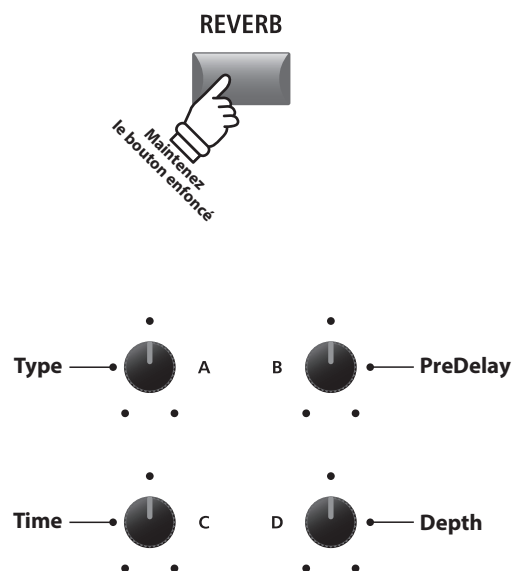 REVERB
Maintenez
le bouton enfoncé
Type A B PreDelay
Time C D Depth